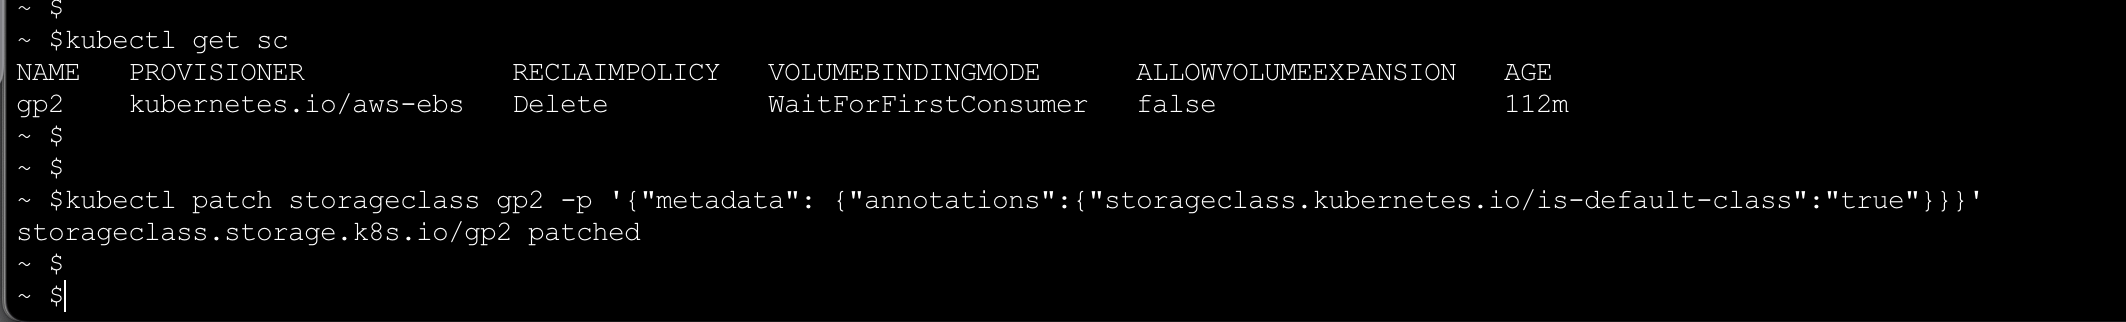 ~ $
~ $kubectl get sc
NAME   PROVISIONER             RECLAIMPOLICY   VOLUMEBINDINGMODE      ALLOWVOLUMEEXPANSION   AGE
gp2    kubernetes.io/aws-ebs   Delete          WaitForFirstConsumer   false                  112m
~ $
~ $
~ $kubectl patch storageclass gp2 -p '{"metadata": {"annotations":{"storageclass.kubernetes.io/is-default-class":"true"}}}'
storageclass.storage.k8s.io/gp2 patched
~ $
~ $